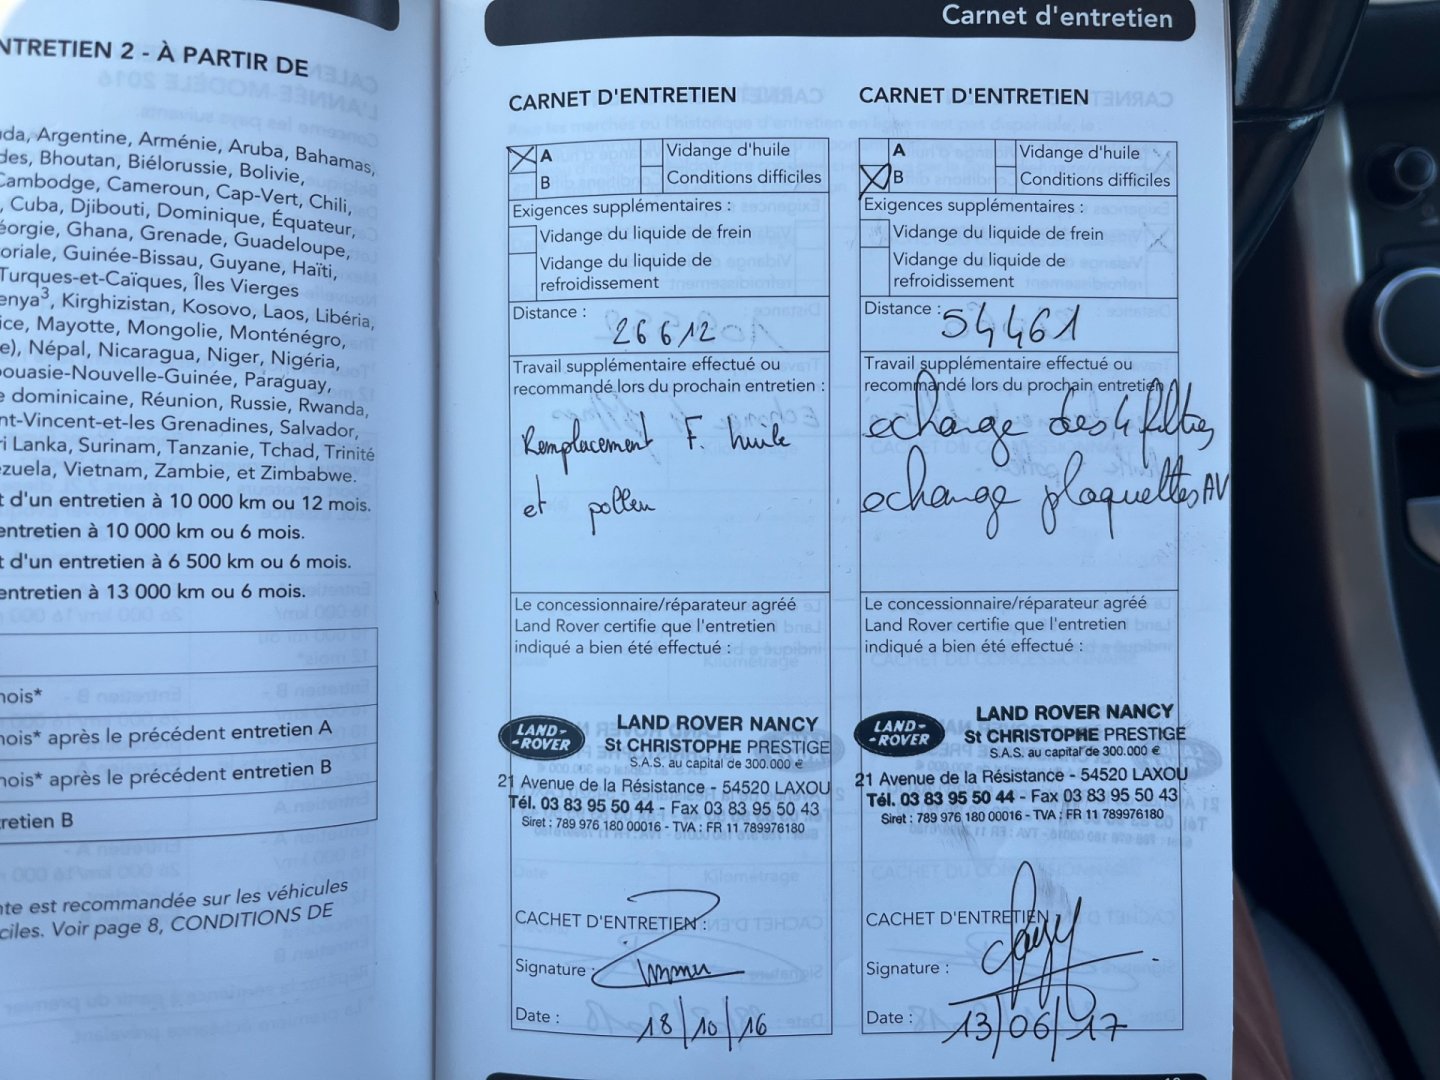 NTRETIEN 2 - À PARTIR DE
Argentine, Arménie, Aruba, Bahamas,
des, Bhoutan, Biélorussie, Bolivie,
Cambodge, Cameroun, Cap-Vert, Chili,
, Cuba, Djibouti, Dominique, Équateur,
éorgie, Ghana, Grenade, Guadeloupe,
oriale, Guinée-Bissau, Guyane, Haïti,
Turques-et-Caïques, Îles Vierges
enya3, Kirghizistan, Kosovo, Laos, Libéria,
ice, Mayotte, Mongolie, Monténégro,
e), Népal, Nicaragua, Niger, Nigéria,
ouasie-Nouvelle-Guinée, Paraguay,
e dominicaine, Réunion, Russie, Rwanda,
nt-Vincent-et-les Grenadines, Salvador,
ri Lanka, Surinam, Tanzanie, Tchad, Trinité
ezuela, Vietnam, Zambie, et Zimbabwe.
t d'un entretien à 10 000 km ou 12 mois.
entretien à 10 000 km ou 6 mois.
t d'un entretien à 6 500 km ou 6 mois.
entretien à 13 000 km ou 6 mois.
nois*
nois* après le précédent entretien A
nois* après le précédent entretien B
retien B
nte est recommandée sur les véhicules
ciles. Voir page 8, CONDITIONS DE
Carnet d'entretien
CARNET D'ENTRETIEN
A
Vidange d'huile
B
Conditions difficiles
Exigences supplémentaires :
Vidange du liquide de frein
Vidange du liquide de
refroidissement
Distance :
26612
Travail supplémentaire effectué ou
recommandé lors du prochain entretien :
Remplacement F. huile
et pollen
Le concessionnaire/réparateur agréé
Land Rover certifie que l'entretien
indiqué a bien été effectué :
LAND-
-ROVER
LAND ROVER NANCY
St CHRISTOPHE PRESTIGE
S.A.S. au capital de 300.000 €
21 Avenue de la Résistance - 54520 LAXOU
Tél. 03 83 95 50 44 - Fax 03 83 95 50 43
Siret : 789 976 180 00016 - TVA : FR 11 789976180
CACHET D'ENTRETIEN :
Signature :
Date :
18/10/16
CARNET D'ENTRETIEN
A
Vidange d'huile
B
Conditions difficiles
Exigences supplémentaires :
Vidange du liquide de frein
Vidange du liquide de
refroidissement
Distance :
54461
Travail supplémentaire effectué ou
recommandé lors du prochain entretien
echange des 4 filtres
echange plaquettes AV
Le concessionnaire/réparateur agréé
Land Rover certifie que l'entretien
indiqué a bien été effectué :
LAND-
-ROVER
LAND ROVER NANCY
St CHRISTOPHE PRESTIGE
S.A.S. au capital de 300.000 €
21 Avenue de la Résistance - 54520 LAXOU
Tél. 03 83 95 50 44 - Fax 03 83 95 50 43
Siret : 789 976 180 00016 - TVA : FR 11 789976180
CACHET D'ENTRETIEN
Signature :
Date :
13/06/17